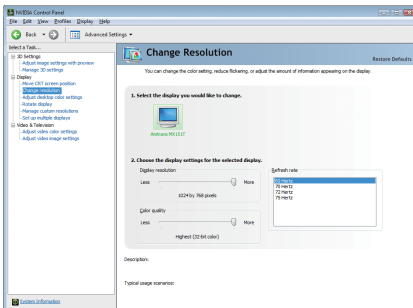 NVIDIA Control Panel
File Edit View Profiles Display Help
Back Advanced Settings
Select a Task...
3D Settings
Adjust image settings with preview
Manage 3D settings
Display
Move CRT screen position
Change resolution
Adjust desktop color settings
Rotate display
Manage custom resolutions
Set up multiple displays
Video & Television
Adjust video color settings
Adjust video image settings
System Information
Change Resolution
Restore Defaults
You can change the color setting, reduce flickering, or adjust the amount of information appearing on the display.
1. Select the display you would like to change.
2. Choose the display settings for the selected display.
Display resolution
Less More
1024 by 768 pixels
Color quality
Less More
Highest (32-bit color)
Refresh rate
60 Hertz
70 Hertz
72 Hertz
75 Hertz
Description:
Typical usage scenarios: